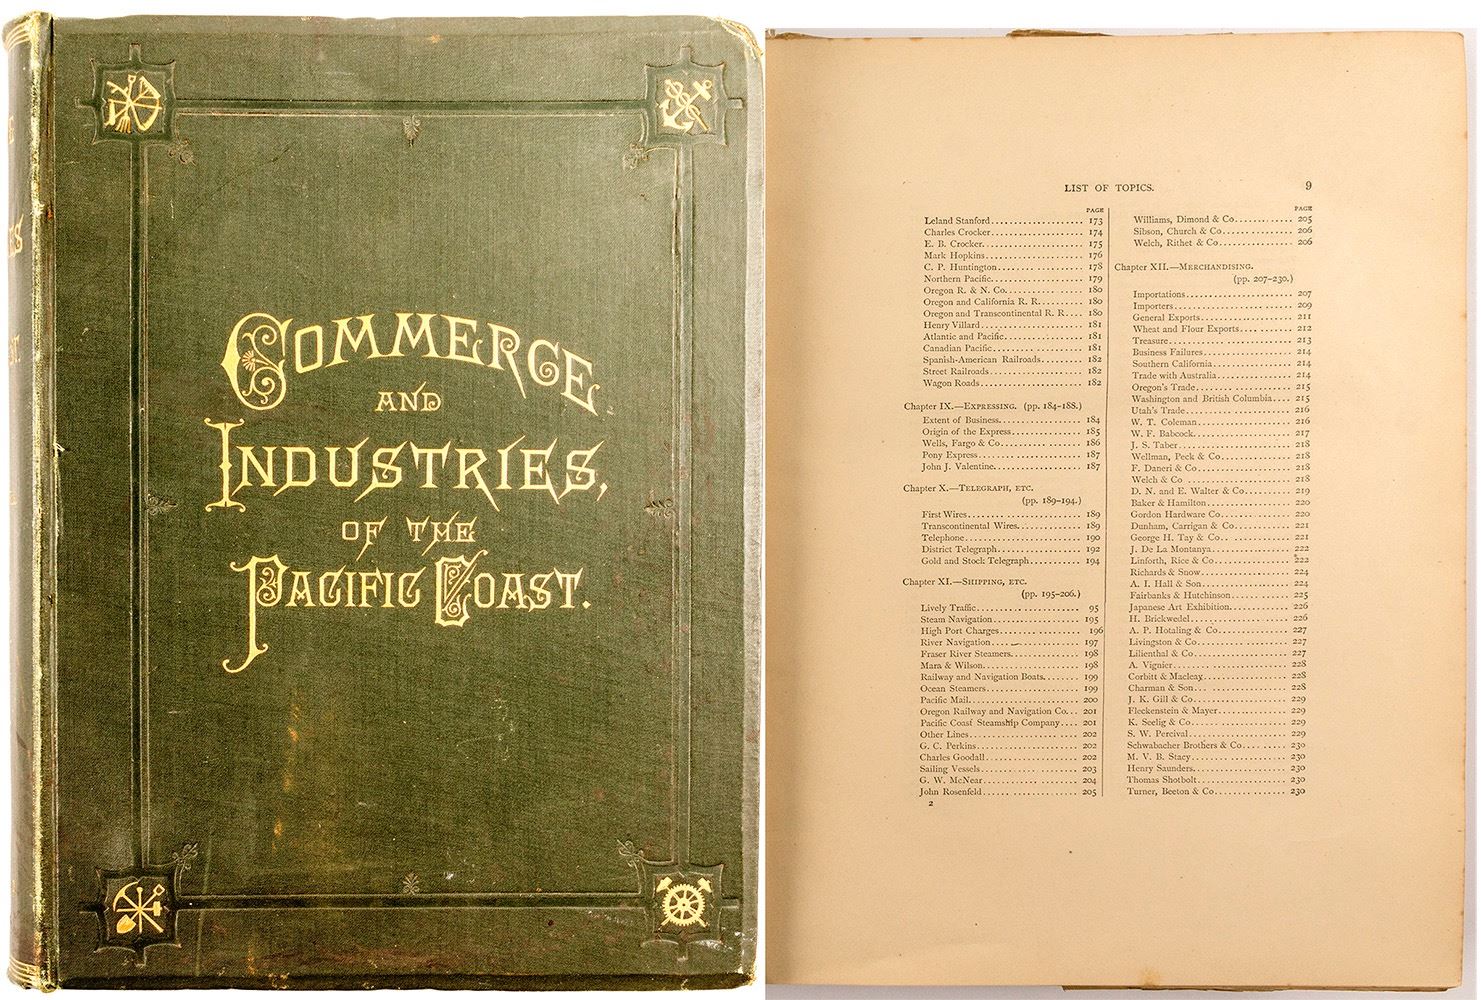 COMMERCE
AND
INDUSTRIES,
OF THE
PACIFIC COAST.
LIST OF TOPICS. 9
PAGE
Leland Stanford.................... 173
Charles Crocker.................... 174
E. B. Crocker.................... 175
Mark Hopkins.................... 176
C. P. Huntington.................... 178
Northern Pacific.................... 179
Oregon R. & N. Co.................... 180
Oregon and California R. R......... 180
Oregon and Transcontinental R. R.... 180
Henry Villard.................... 181
Atlantic and Pacific................ 181
Canadian Pacific.................... 181
Spanish-American Railroads......... 182
Street Railroads.................... 182
Wagon Roads.................... 182
Chapter IX.—EXPRESSING. (pp. 184-188.)
Extent of Business.................. 184
Origin of the Express............... 185
Wells, Fargo & Co.................. 186
Pony Express.................... 187
John J. Valentine.................... 187
Chapter X.—TELEGRAPH, ETC.
(pp. 189-194.)
First Wires.................... 189
Transcontinental Wires.............. 189
Telephone.................... 190
District Telegraph.................. 192
Gold and Stock Telegraph............ 194
Chapter XI.—SHIPPING, ETC.
(pp. 195-206.)
Lively Traffic.................... 95
Steam Navigation.................... 195
High Port Charges.................. 196
River Navigation.................... 197
Fraser River Steamers............... 198
Mara & Wilson.................... 198
Railway and Navigation Boats....... 199
Ocean Steamers.................... 199
Pacific Mail.................... 200
Oregon Railway and Navigation Co... 201
Pacific Coast Steamship Company.... 201
Other Lines.................... 202
G. C. Perkins.................... 202
Charles Goodall.................... 202
Sailing Vessels.................... 203
G. W. McNear.................... 204
John Rosenfeld.................... 205
2
PAGE
Williams, Dimond & Co............ 205
Sibson, Church & Co............... 206
Welch, Rithet & Co............... 206
Chapter XII.—MERCHANDISING.
(pp. 207-230.)
Importations.................... 207
Importers.................... 209
General Exports.................... 211
Wheat and Flour Exports.......... 212
Treasure.................... 213
Business Failures.................. 214
Southern California................ 214
Trade with Australia............... 214
Oregon's Trade.................... 215
Washington and British Columbia.... 215
Utah's Trade.................... 216
W. T. Coleman.................... 216
W. F. Babcock.................... 217
J. S. Taber.................... 218
Wellman, Peck & Co............... 218
F. Daneri & Co.................... 218
Welch & Co .................... 218
D. N. and E. Walter & Co.......... 219
Baker & Hamilton.................. 220
Gordon Hardware Co............... 220
Dunham, Carrigan & Co............ 221
George H. Tay & Co............... 221
J. De La Montanya................ 222
Linforth, Rice & Co............... 222
Richards & Snow.................... 224
A. I. Hall & Son.................... 224
Fairbanks & Hutchinson............ 225
Japanese Art Exhibition............ 226
H. Brickwedel.................... 226
A. P. Hotaling & Co............... 227
Livingston & Co.................... 227
Lilienthal & Co.................... 227
A. Vignier.................... 228
Corbitt & Macleay.................. 228
Charman & Son.................... 228
J. K. Gill & Co.................... 229
Fleckenstein & Mayer............... 229
K. Seelig & Co.................... 229
S. W. Percival.................... 229
Schwabacher Brothers & Co......... 230
M. V. B. Stacy.................... 230
Henry Saunders.................... 230
Thomas Shotbolt.................... 230
Turner, Beeton & Co............... 230